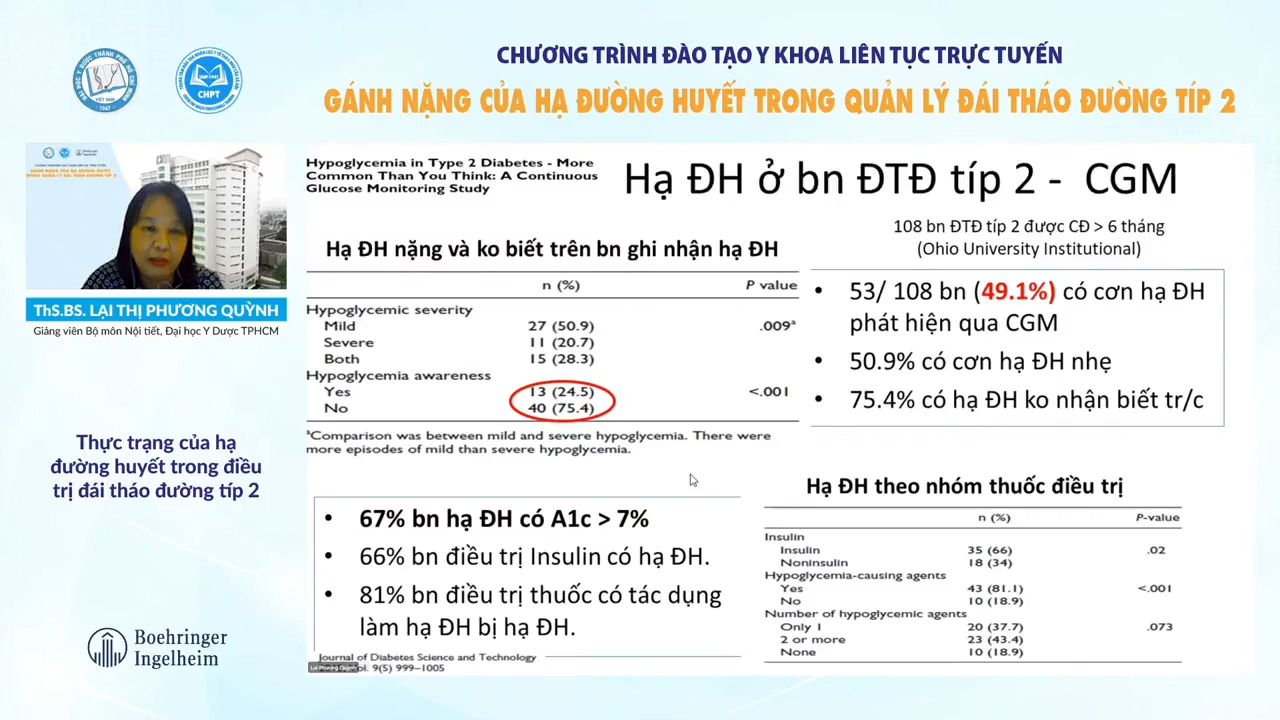 CHƯƠNG TRÌNH ĐÀO TẠO Y KHOA LIÊN TỤC TRỰC TUYẾN
GÁNH NẶNG CỦA HẠ ĐƯỜNG HUYẾT TRONG QUẢN LÝ ĐÁI THÁO ĐƯỜNG TÍP 2
CHPT
ThS.BS. LẠI THỊ PHƯƠNG QUỲNH
Giảng viên Bộ môn Nội tiết, Đại học Y Dược TPHCM
Thực trạng của hạ
đường huyết trong điều
trị đái tháo đường típ 2
Boehringer
Ingelheim
Hypoglycemia in Type 2 Diabetes - More
Common Than You Think: A Continuous
Glucose Monitoring Study
Hạ ĐH ở bn ĐTĐ típ 2 - CGM
108 bn ĐTĐ típ 2 được CĐ > 6 tháng
(Ohio University Institutional)
Hạ ĐH nặng và ko biết trên bn ghi nhận hạ ĐH
n (%) P value
Hypoglycemic severity
Mild 27 (50.9) .009ª
Severe 11 (20.7)
Both 15 (28.3)
Hypoglycemia awareness
Yes 13 (24.5) <.001
No 40 (75.4)
ªComparison was between mild and severe hypoglycemia. There were
more episodes of mild than severe hypoglycemia.
• 53/ 108 bn (49.1%) có cơn hạ ĐH
phát hiện qua CGM
• 50.9% có cơn hạ ĐH nhẹ
• 75.4% có hạ ĐH ko nhận biết tr/c
• 67% bn hạ ĐH có A1c > 7%
• 66% bn điều trị Insulin có hạ ĐH.
• 81% bn điều trị thuốc có tác dụng
làm hạ ĐH bị hạ ĐH.
Journal of Diabetes Science and Technology
Lai Phuong Quynh
9(5) 999–1005
Hạ ĐH theo nhóm thuốc điều trị
n (%) P-value
Insulin
Insulin 35 (66) .02
Noninsulin 18 (34)
Hypoglycemia-causing agents
Yes 43 (81.1) <.001
No 10 (18.9)
Number of hypoglycemic agents
Only 1 20 (37.7) .073
2 or more 23 (43.4)
None 10 (18.9)